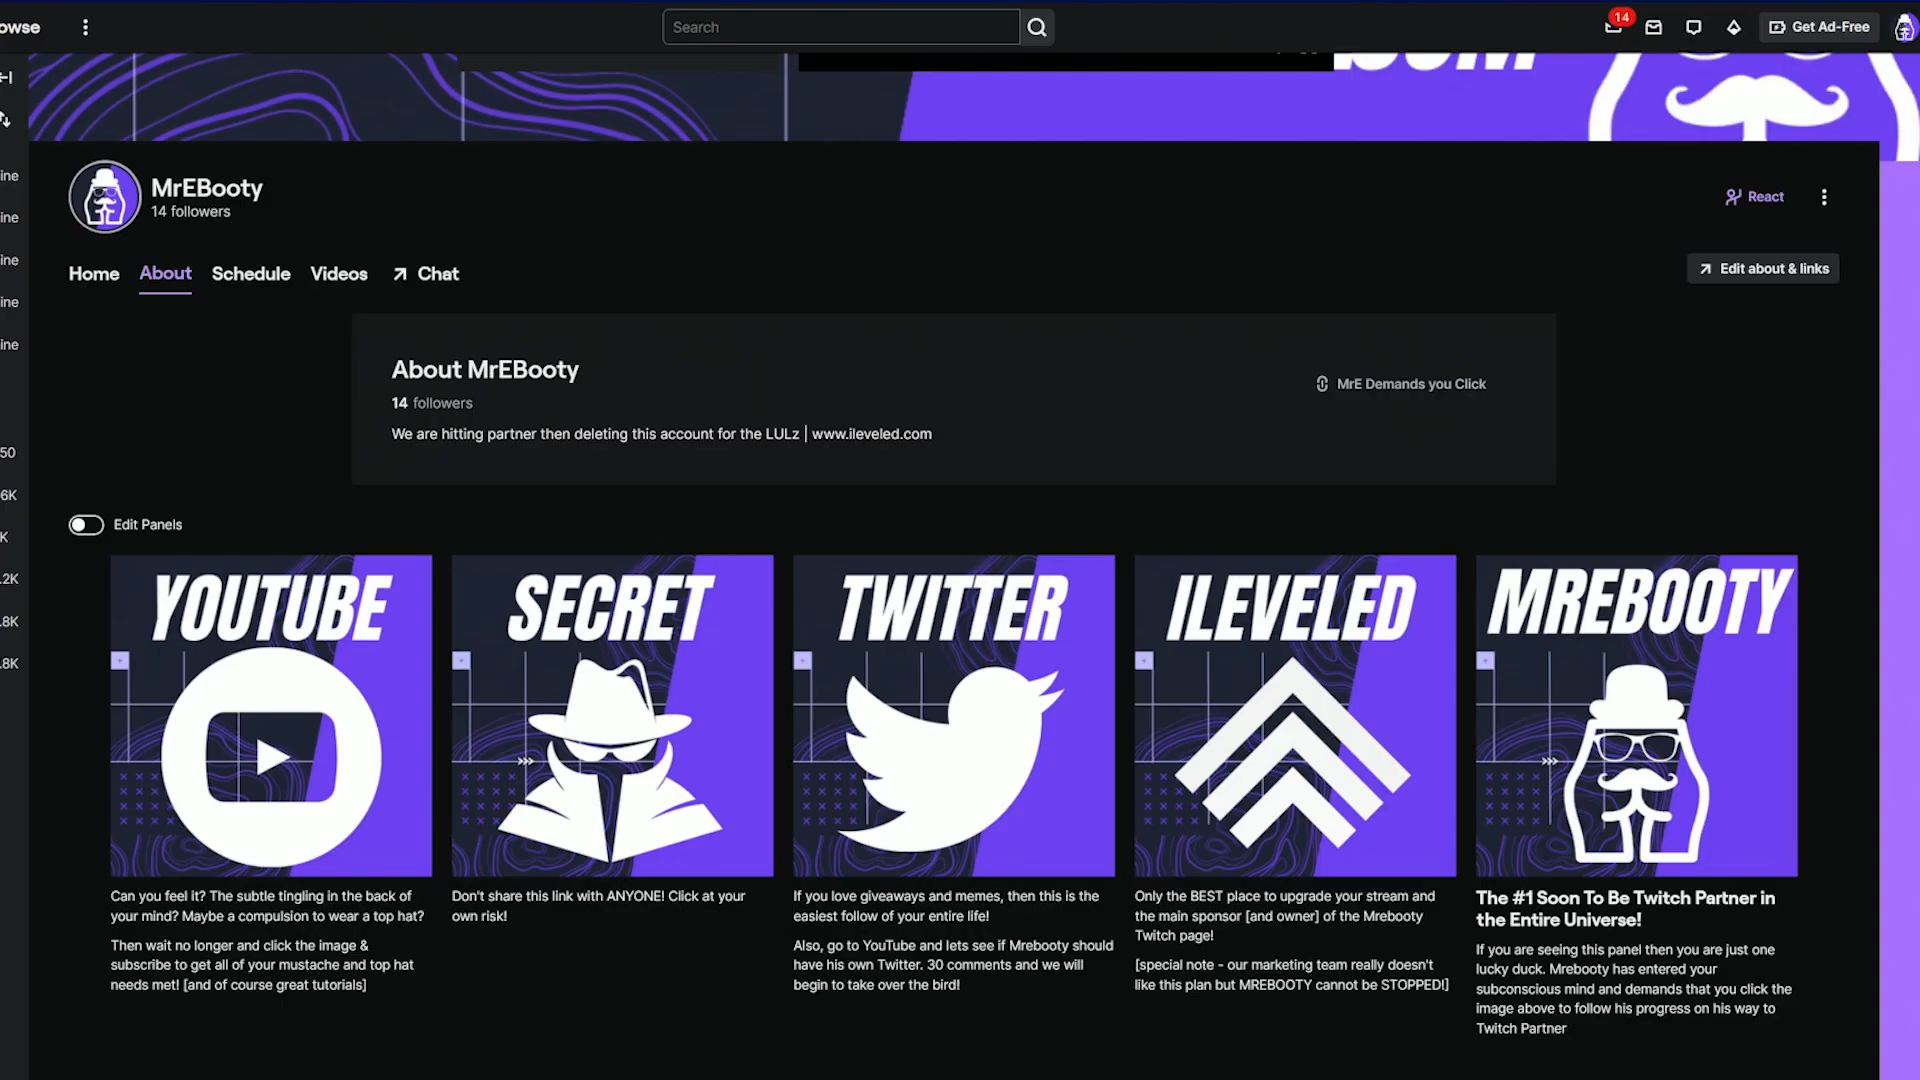 owse
Search
14
Get Ad-Free
MrEBooty
14 followers
React
Home
About
Schedule
Videos
Chat
Edit about & links
About MrEBooty
14 followers
We are hitting partner then deleting this account for the LULz | www.ileveled.com
MrE Demands you Click
Edit Panels
ine
ine
ine
ine
ine
50
6K
K
.2K
.8K
.8K
YOUTUBE
Can you feel it? The subtle tingling in the back of
your mind? Maybe a compulsion to wear a top hat?
Then wait no longer and click the image &
subscribe to get all of your mustache and top hat
needs met! [and of course great tutorials]
SECRET
Don't share this link with ANYONE! Click at your
own risk!
TWITTER
If you love giveaways and memes, then this is the
easiest follow of your entire life!
Also, go to YouTube and lets see if Mrebooty should
have his own Twitter. 30 comments and we will
begin to take over the bird!
ILEVELED
Only the BEST place to upgrade your stream and
the main sponsor [and owner] of the Mrebooty
Twitch page!
[special note - our marketing team really doesn't
like this plan but MREBOOTY cannot be STOPPED!]
MREBOOTY
The #1 Soon To Be Twitch Partner in
the Entire Universe!
If you are seeing this panel then you are just one
lucky duck. Mrebooty has entered your
subconscious mind and demands that you click the
image above to follow his progress on his way to
Twitch Partner